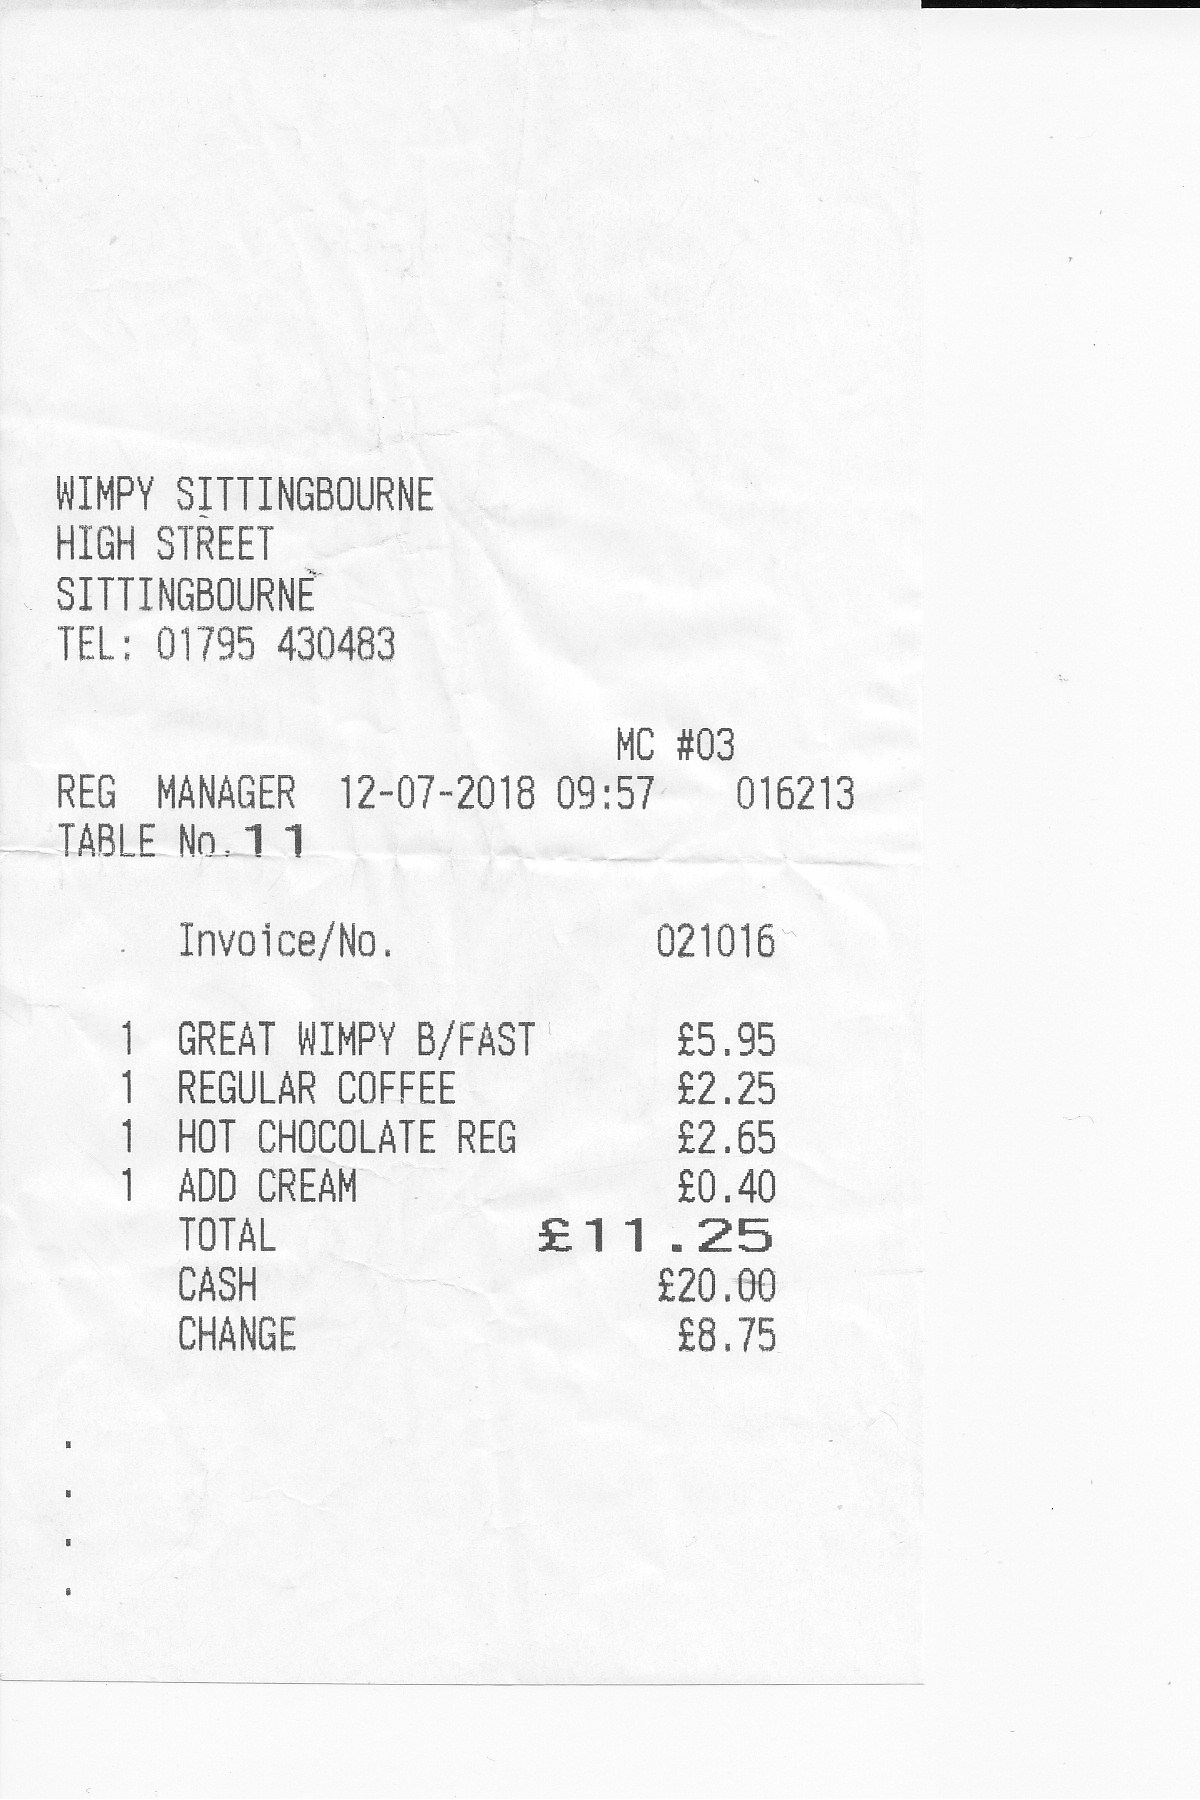 WIMPY SITTINGBOURNE
HIGH STREET
SITTINGBOURNE
TEL: 01795 430483
MC #03
REG MANAGER 12-07-2018 09:57 016213
TABLE No.11
Invoice/No. 021016
1 GREAT WIMPY B/FAST £5.95
1 REGULAR COFFEE £2.25
1 HOT CHOCOLATE REG £2.65
1 ADD CREAM £0.40
TOTAL £11.25
CASH £20.00
CHANGE £8.75
.
.
.
.